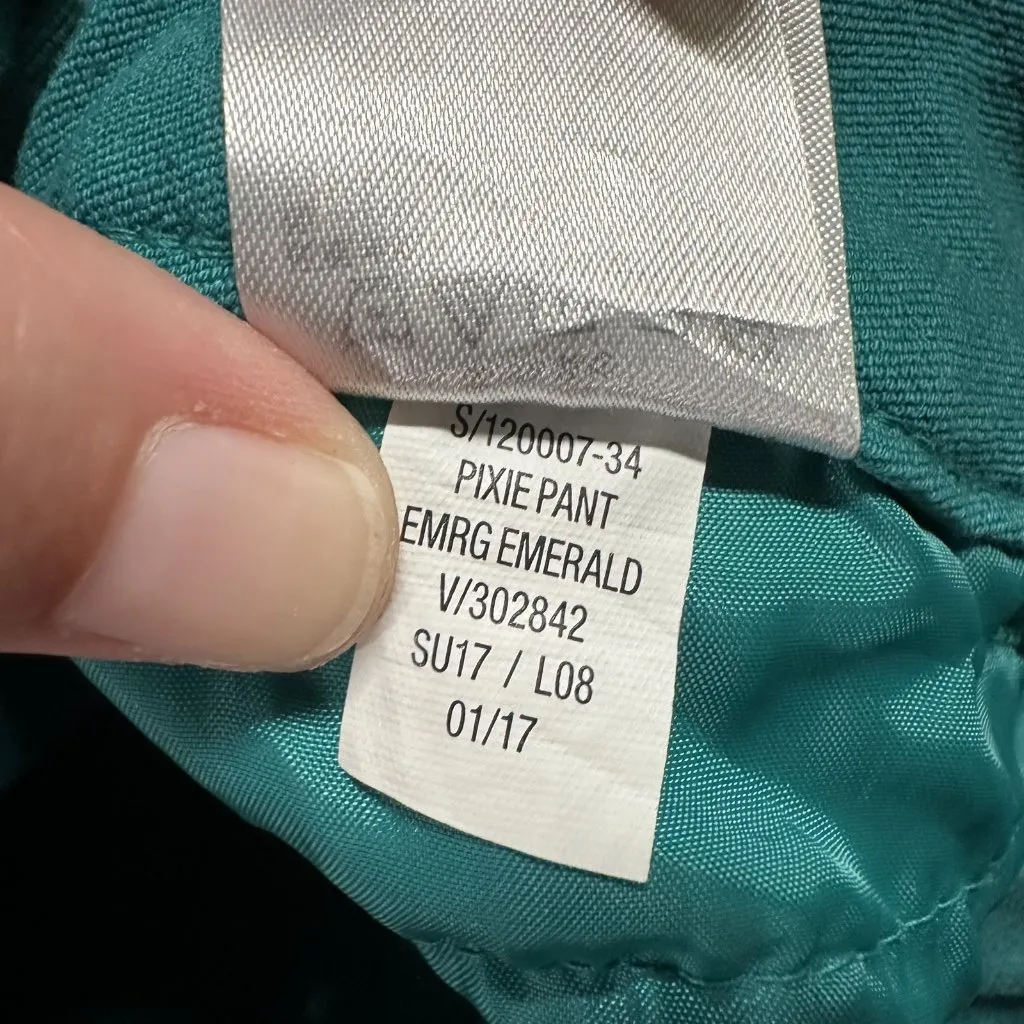 S/120007-34
PIXIE PANT
EMRG EMERALD
V/302842
SU17 / L08
01/17